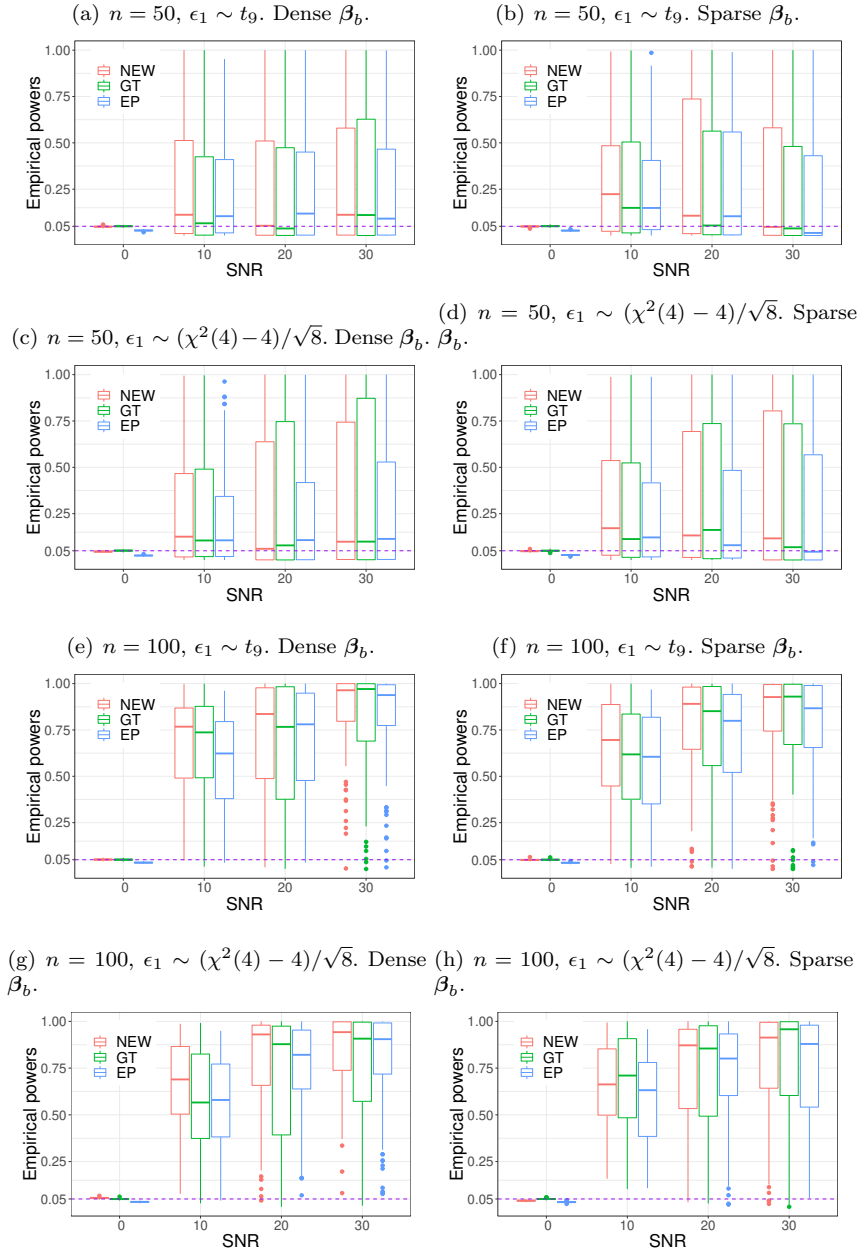 (a) n = 50, ϵ₁ ∼ t₉. Dense β_b.
1.00
0.75
0.50
0.25
0.05
Empirical powers
NEW
GT
EP
0 10 20 30
SNR
(b) n = 50, ϵ₁ ∼ t₉. Sparse β_b.
1.00
0.75
0.50
0.25
0.05
Empirical powers
NEW
GT
EP
0 10 20 30
SNR
(c) n = 50, ϵ₁ ∼ (χ²(4)−4)/√8. Dense β_b.
1.00
0.75
0.50
0.25
0.05
Empirical powers
NEW
GT
EP
0 10 20 30
SNR
(d) n = 50, ϵ₁ ∼ (χ²(4) − 4)/√8. Sparse
β_b.
1.00
0.75
0.50
0.25
0.05
Empirical powers
NEW
GT
EP
0 10 20 30
SNR
(e) n = 100, ϵ₁ ∼ t₉. Dense β_b.
1.00
0.75
0.50
0.25
0.05
Empirical powers
NEW
GT
EP
0 10 20 30
SNR
(f) n = 100, ϵ₁ ∼ t₉. Sparse β_b.
1.00
0.75
0.50
0.25
0.05
Empirical powers
NEW
GT
EP
0 10 20 30
SNR
(g) n = 100, ϵ₁ ∼ (χ²(4) − 4)/√8. Dense
β_b.
1.00
0.75
0.50
0.25
0.05
Empirical powers
NEW
GT
EP
0 10 20 30
SNR
(h) n = 100, ϵ₁ ∼ (χ²(4) − 4)/√8. Sparse
β_b.
1.00
0.75
0.50
0.25
0.05
Empirical powers
NEW
GT
EP
0 10 20 30
SNR